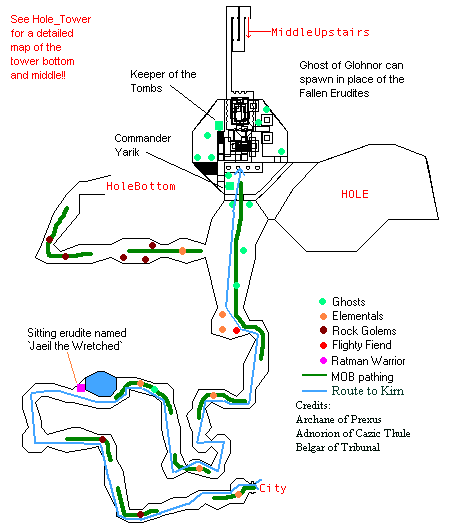 See Hole_Tower
for a detailed
map of the
tower bottom
and middle!!
MiddleUpstairs
Ghost of Glohnor can
spawn in place of the
Fallen Erudites
Keeper of the
Tombs
Commander
Yarik
HoleBottom
HOLE
Ghosts
Elementals
Rock Golems
Flighty Fiend
Ratman Warrior
MOB pathing
Route to Kirn
Credits:
Archane of Prexus
Adnorion of Cazic Thule
Belgar of Tribunal
Sitting erudite named
`Jaeil the Wretched`
City